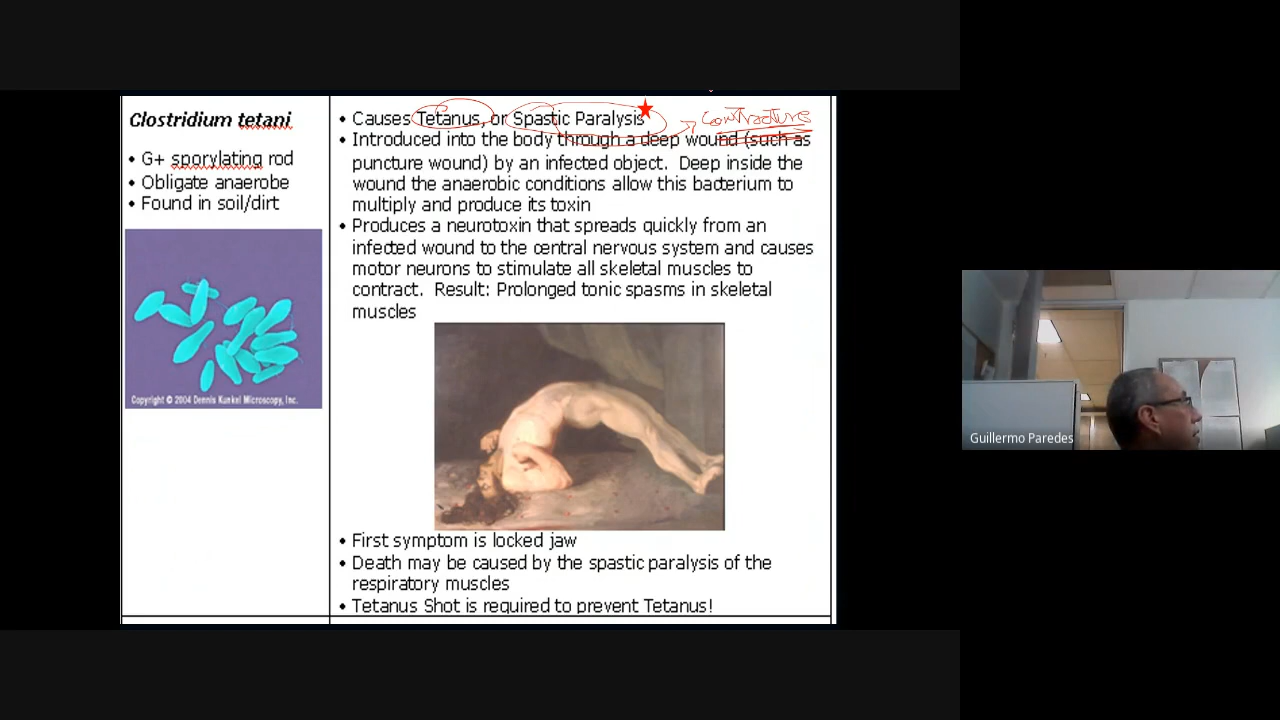 Clostridium tetani
• G+ sporylating rod
• Obligate anaerobe
• Found in soil/dirt
Copyright © 2004 Dennis Kunkel Microscopy, Inc.
• Causes Tetanus, or Spastic Paralysis
Contracture
• Introduced into the body through a deep wound (such as
puncture wound) by an infected object. Deep inside the
wound the anaerobic conditions allow this bacterium to
multiply and produce its toxin
• Produces a neurotoxin that spreads quickly from an
infected wound to the central nervous system and causes
motor neurons to stimulate all skeletal muscles to
contract. Result: Prolonged tonic spasms in skeletal
muscles
• First symptom is locked jaw
• Death may be caused by the spastic paralysis of the
respiratory muscles
• Tetanus Shot is required to prevent Tetanus!
Guillermo Paredes